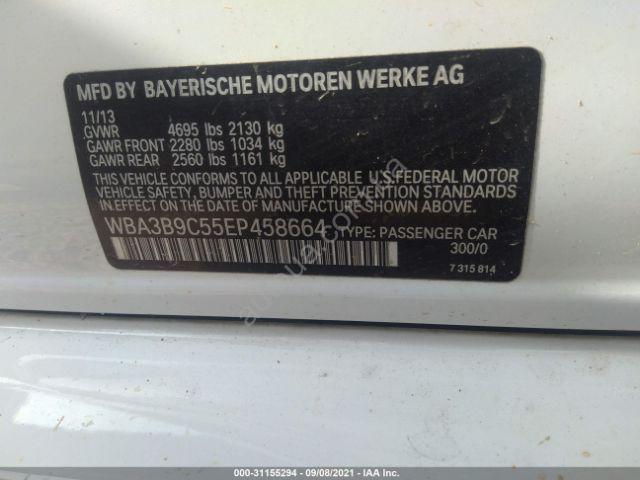 MFD BY BAYERISCHE MOTOREN WERKE AG
11/13
GVWR 4695 lbs 2130 kg
GAWR FRONT 2280 lbs 1034 kg
GAWR REAR 2560 lbs 1161 kg
THIS VEHICLE CONFORMS TO ALL APPLICABLE U.S.FEDERAL MOTOR
VEHICLE SAFETY, BUMPER, AND THEFT PREVENTION STANDARDS
IN EFFECT ON THE DATE OF MANUFACTURE SHOWN ABOVE.
WBA3B9C55EP458664 TYPE: PASSENGER CAR
300/0
7 315 814
000-31155294 - 09/08/2021 - IAA Inc.